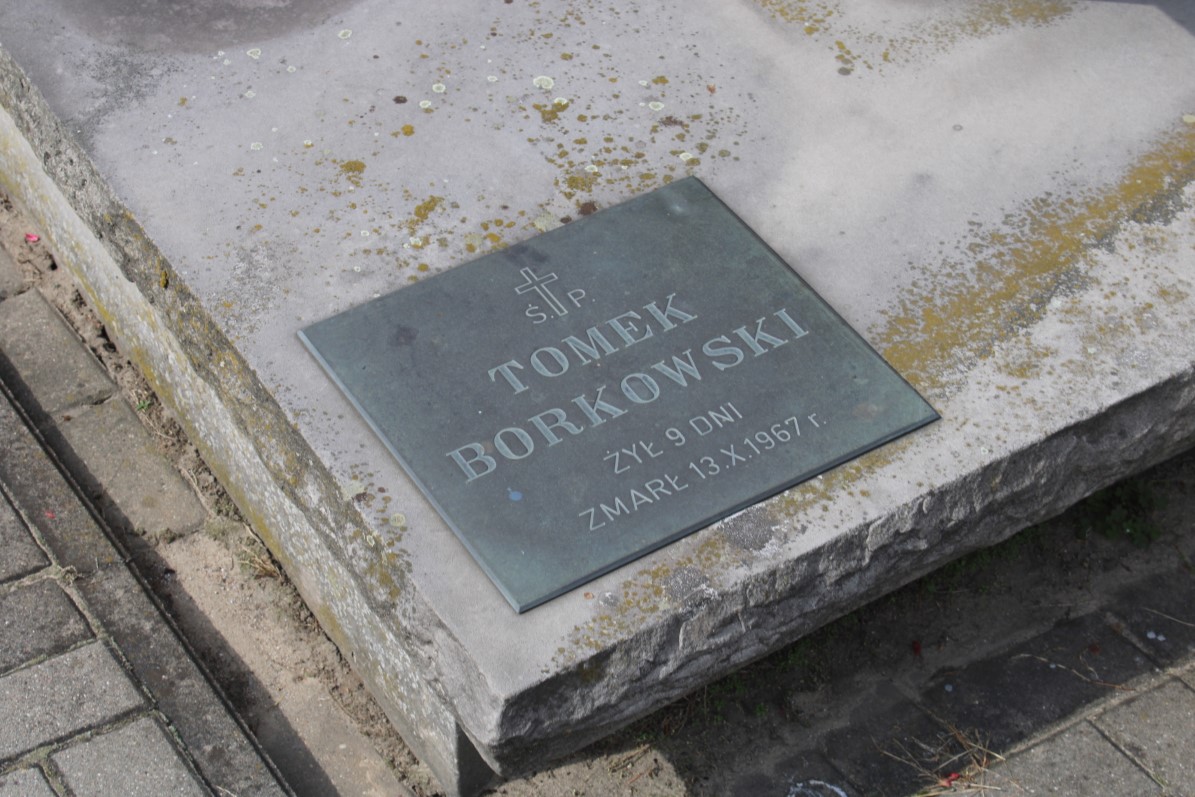 Ś. P.
TOMEK
BORKOWSKI
ŻYŁ 9 DNI
ZMARŁ 13.X.1967 r.